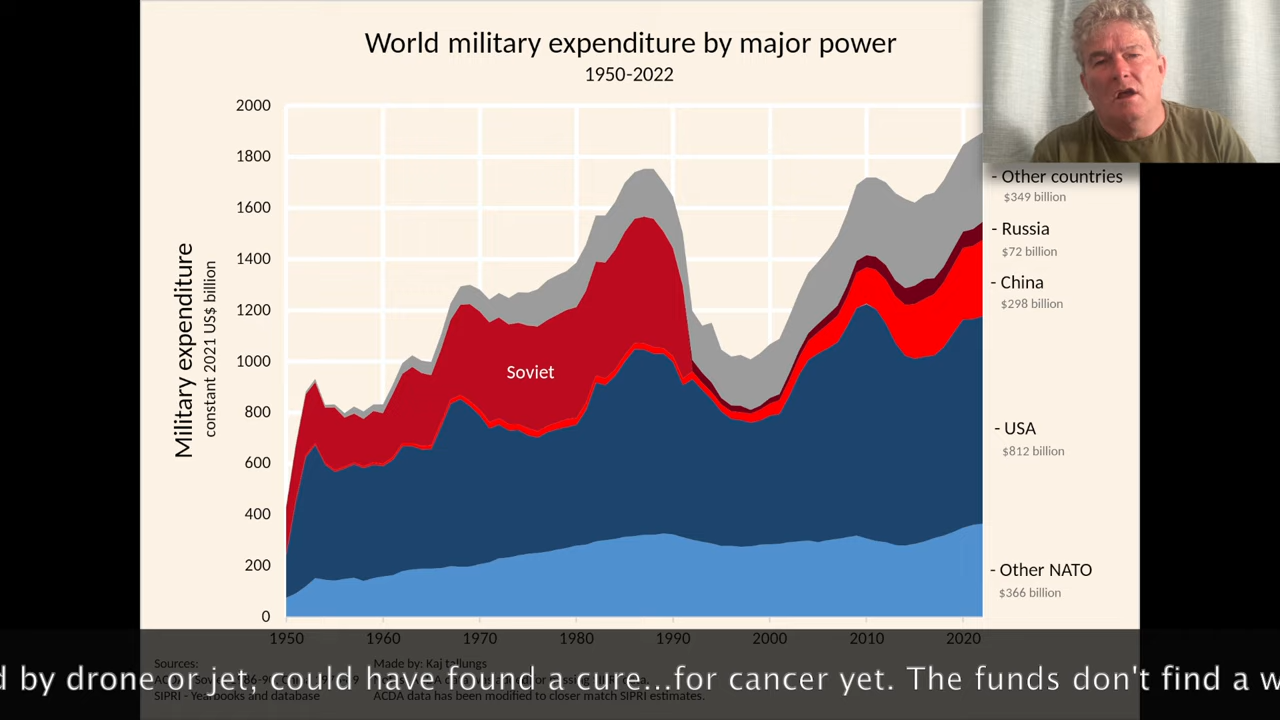 World military expenditure by major power
1950-2022
Military expenditure
constant 2021 US$ billion
2000
1800
1600
1400
1200
1000
800
600
400
200
0
1950
1960
1970
1980
1990
2000
2010
2020
Soviet
- Other countries
$349 billion
- Russia
$72 billion
- China
$298 billion
- USA
$812 billion
- Other NATO
$366 billion
Sources:
SIPRI - Yearbooks and database
Made by: Kaj tallungs
ACDA data has been modified to closer match SIPRI estimates.
d by drone or jet, could have found a cure...for cancer yet. The funds don't find a w